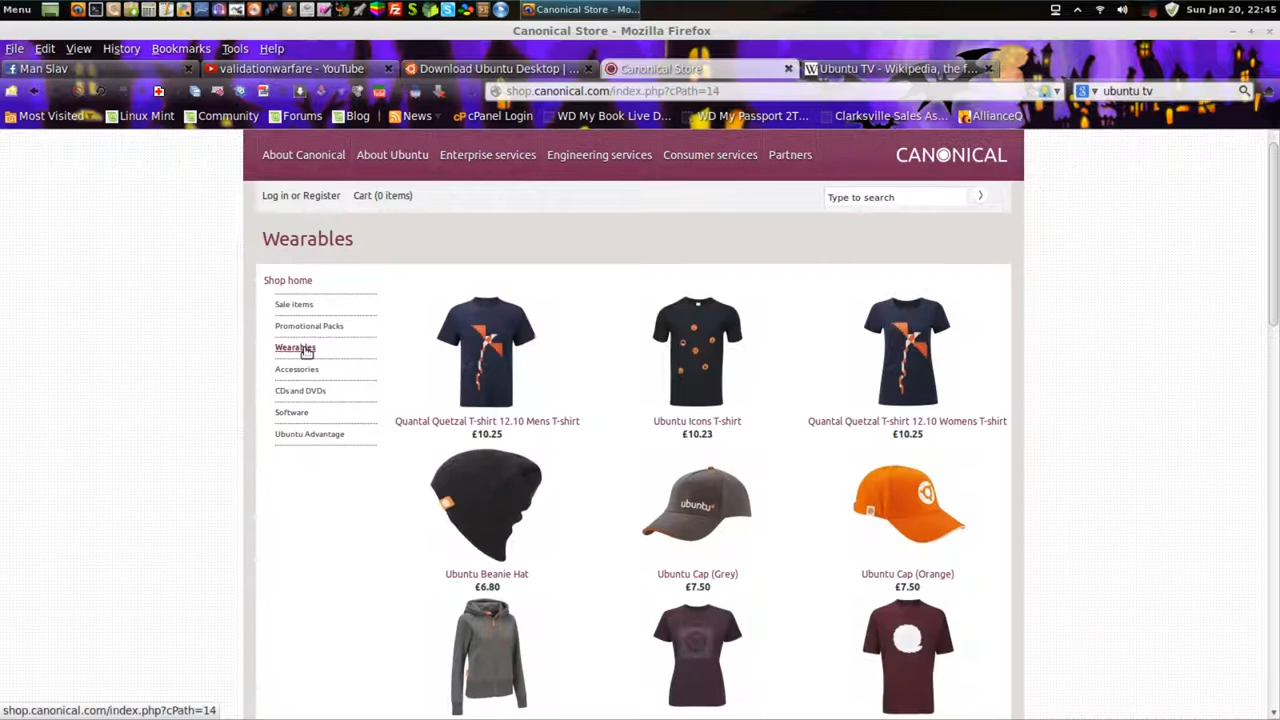 Menu
Canonical Store - Mo...
Sun Jan 20, 22:45
Canonical Store - Mozilla Firefox
File Edit View History Bookmarks Tools Help
Man Slav
validationwarfare - YouTube
Download Ubuntu Desktop | ...
Canonical Store
Ubuntu TV - Wikipedia, the f...
shop.canonical.com/index.php?cPath=14
ubuntu tv
Most Visited Linux Mint Community Forums Blog News cPanel Login WD My Book Live D... WD My Passport 2T... Clarksville Sales As... AllianceQ
About Canonical About Ubuntu Enterprise services Engineering services Consumer services Partners
CANONICAL
Log in or Register Cart (0 items)
Type to search
Wearables
Shop home
Sale items
Promotional Packs
Wearables
Accessories
CDs and DVDs
Software
Ubuntu Advantage
Quantal Quetzal T-shirt 12.10 Mens T-shirt
£10.25
Ubuntu Icons T-shirt
£10.23
Quantal Quetzal T-shirt 12.10 Womens T-shirt
£10.25
ubuntu
Ubuntu Beanie Hat
£6.80
Ubuntu Cap (Grey)
£7.50
Ubuntu Cap (Orange)
£7.50
shop.canonical.com/index.php?cPath=14